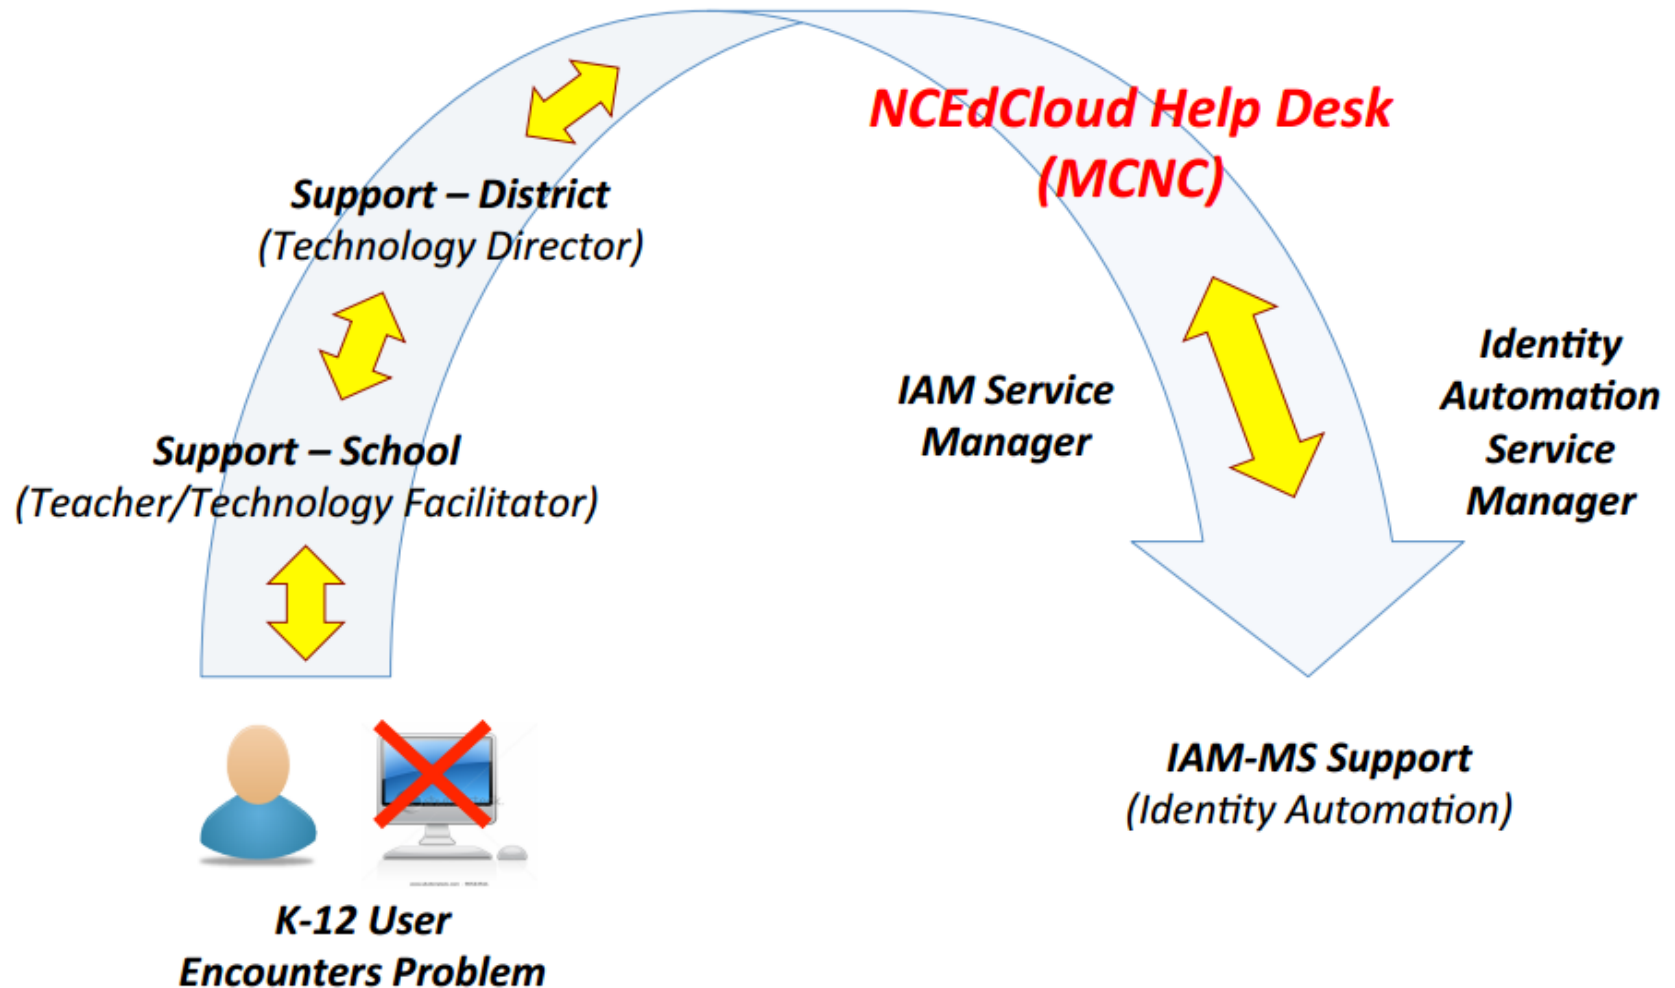 NCEdCloud Help Desk
(MCNC)
Support – District
(Technology Director)
Identity
Automation
Service
Manager
IAM Service
Manager
Support – School
(Teacher/Technology Facilitator)
IAM-MS Support
(Identity Automation)
K-12 User
Encounters Problem